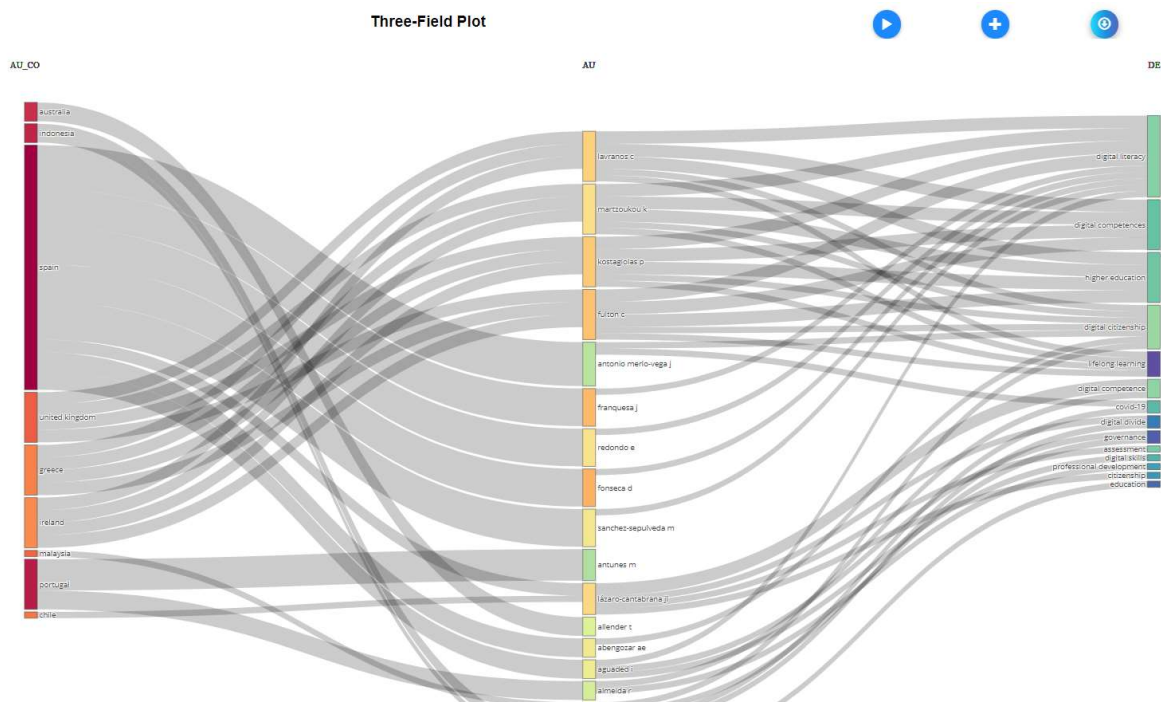 Three-Field Plot
AU_CO
AU
DE
australia
indonesia
spain
united kingdom
greece
ireland
malaysia
portugal
chile
lavranos c
martzoukou k
kostagiolas p
fulton c
antonio merlo-vega j
franquesa j
redondo e
fonseca d
sanchez-sepulveda m
antunes m
lázaro-cantabrana jl
allender t
abengozar ae
aguaded i
almeida r
digital literacy
digital competences
higher education
digital citizenship
lifelong learning
digital competence
covid-19
digital divide
governance
assessment
digital skills
professional development
citizenship
education